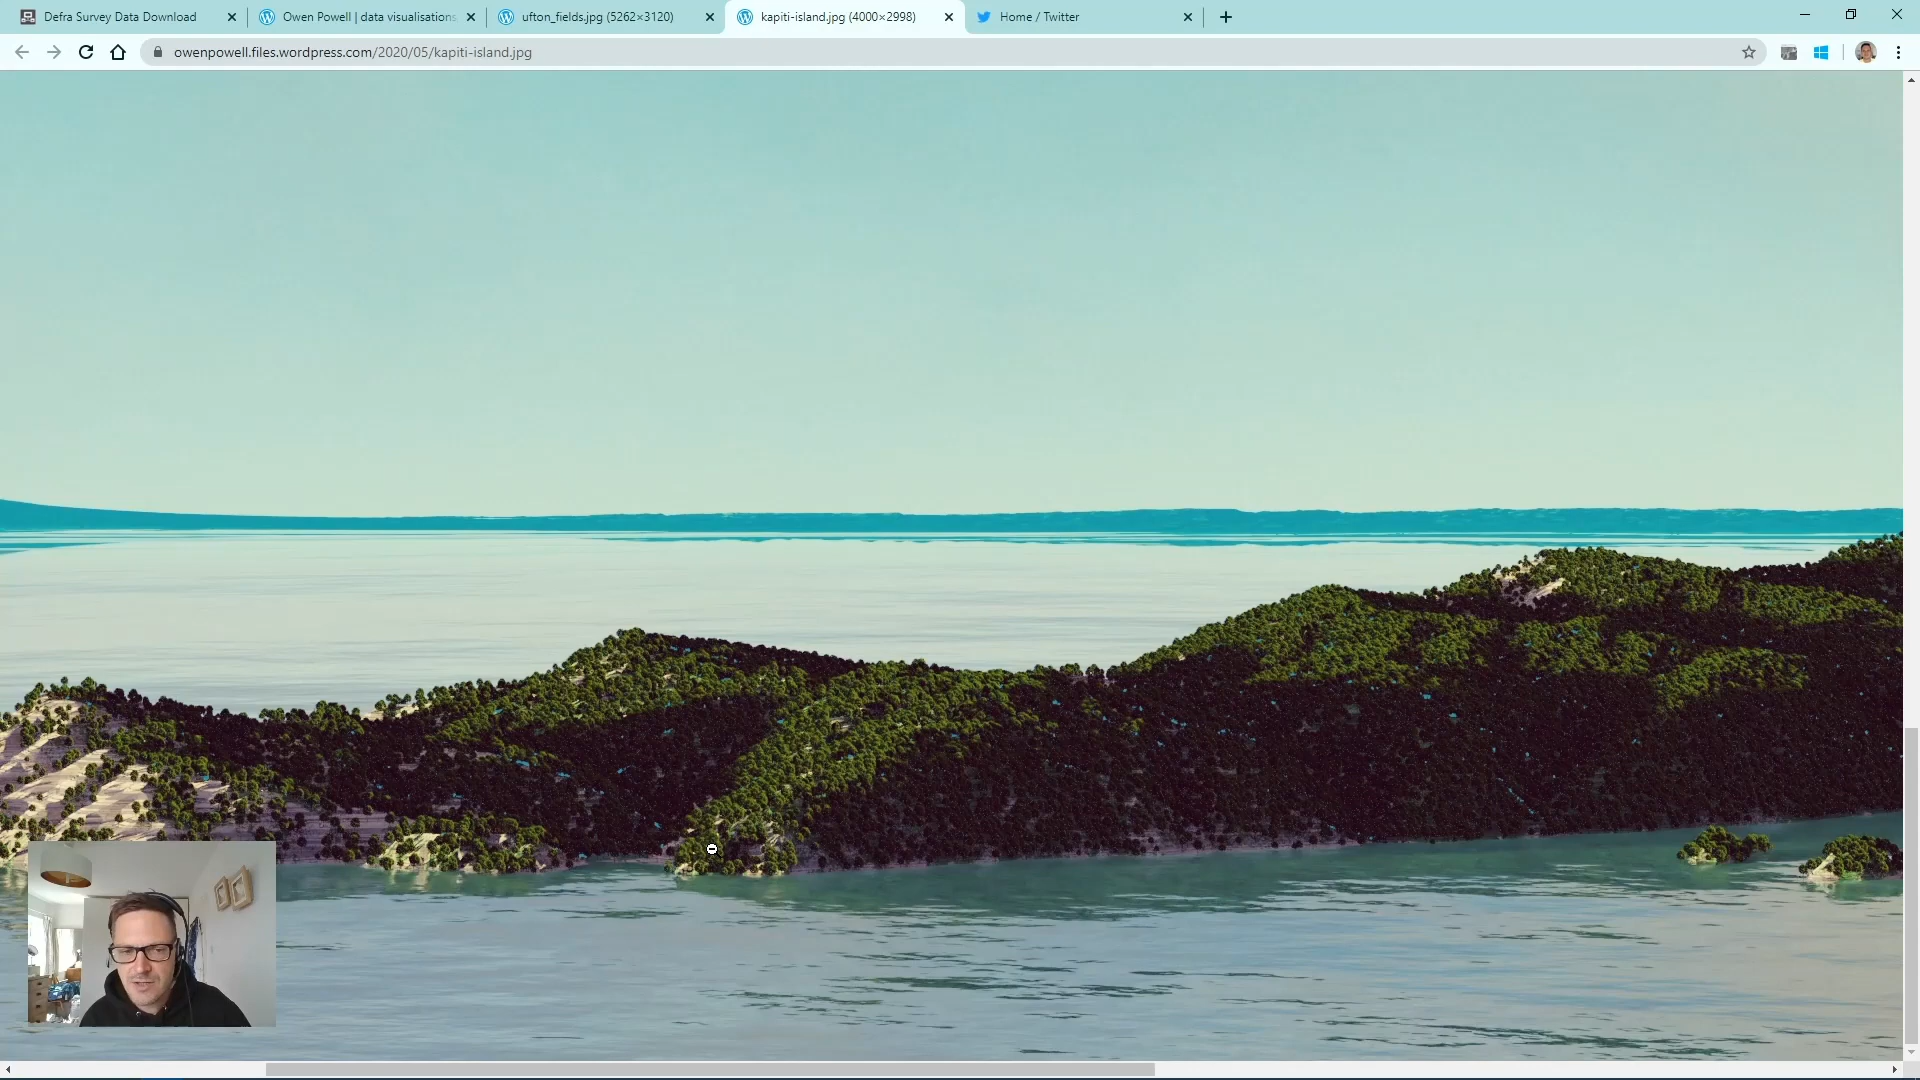 Defra Survey Data Download
Owen Powell | data visualisations,
ufton_fields.jpg (5262×3120)
kapiti-island.jpg (4000×2998)
Home / Twitter
owenpowell.files.wordpress.com/2020/05/kapiti-island.jpg